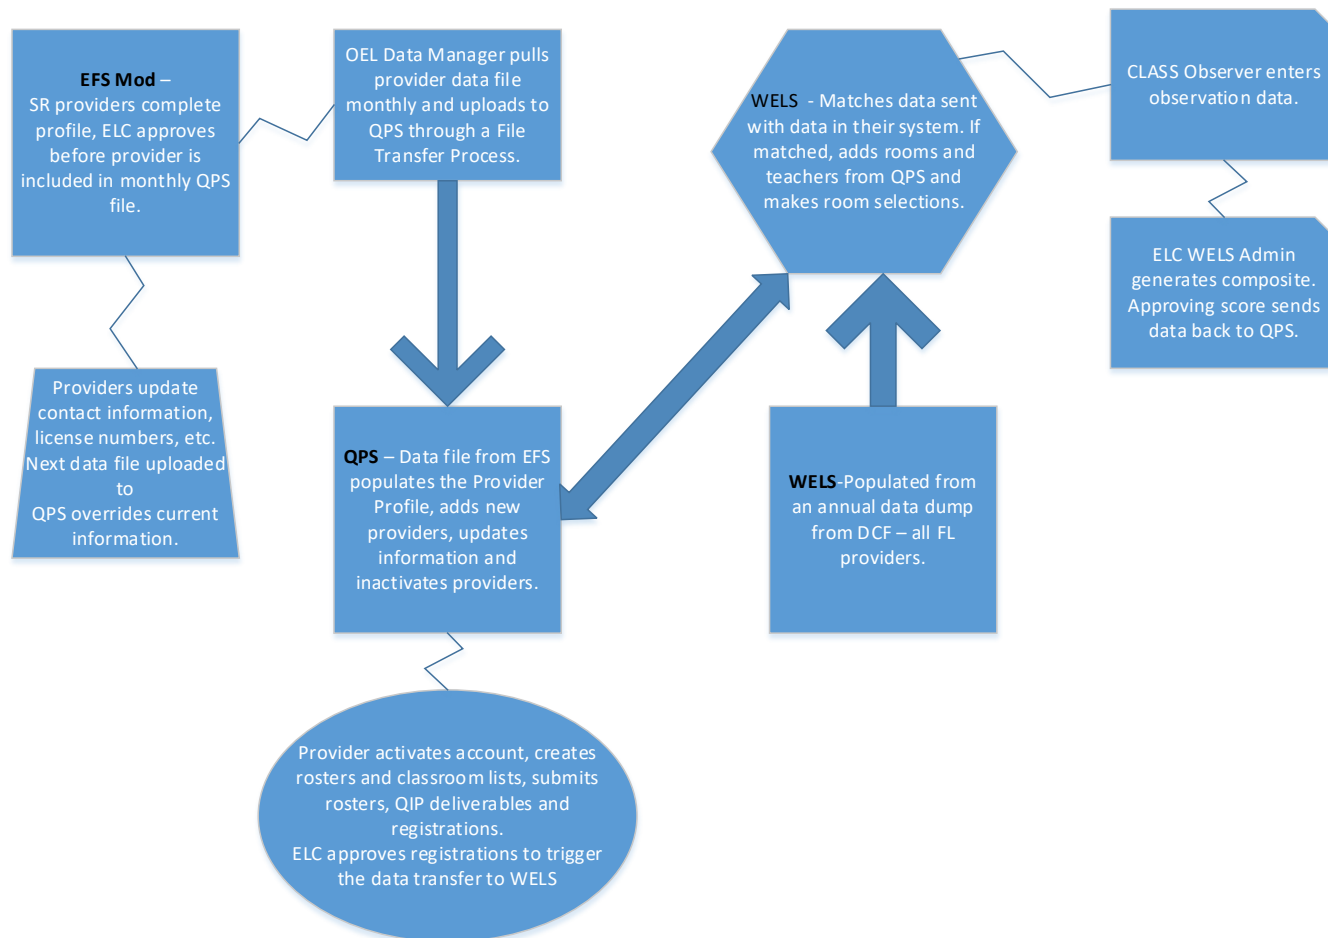 EFS Mod –
SR providers complete
profile, ELC approves
before provider is
included in monthly QPS
file.
OEL Data Manager pulls
provider data file
monthly and uploads to
QPS through a File
Transfer Process.
WELS - Matches data sent
with data in their system. If
matched, adds rooms and
teachers from QPS and
makes room selections.
CLASS Observer enters
observation data.
ELC WELS Admin
generates composite.
Approving score sends
data back to QPS.
Providers update
contact information,
license numbers, etc.
Next data file uploaded
to
QPS overrides current
information.
QPS – Data file from EFS
populates the Provider
Profile, adds new
providers, updates
information and
inactivates providers.
WELS-Populated from
an annual data dump
from DCF – all FL
providers.
Provider activates account, creates
rosters and classroom lists, submits
rosters, QIP deliverables and
registrations.
ELC approves registrations to trigger
the data transfer to WELS